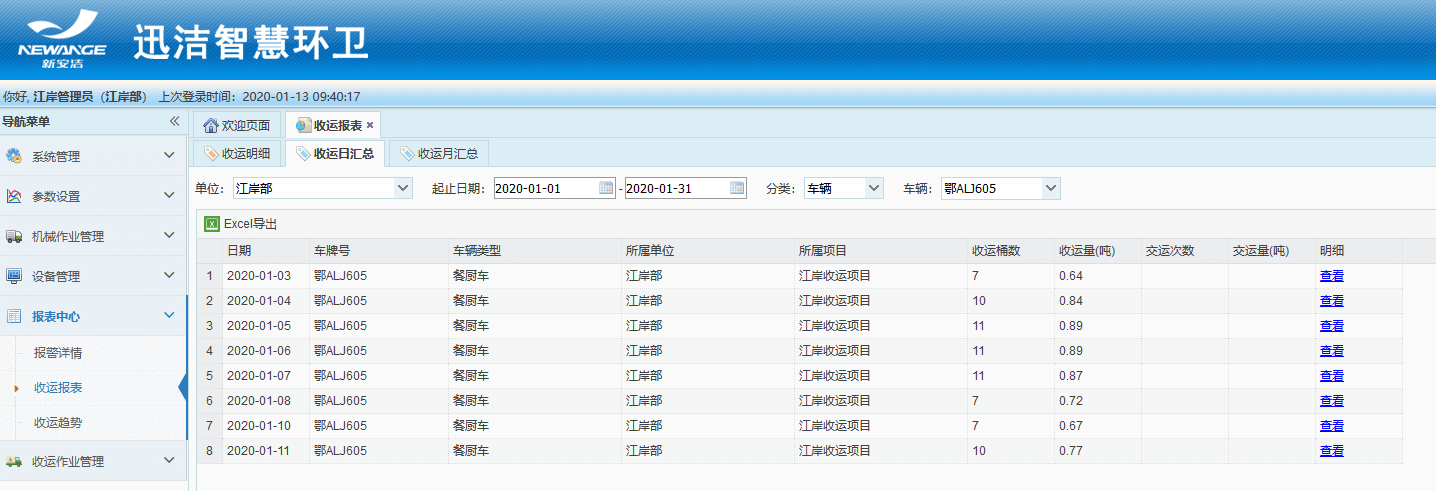 NEWANGE
新安洁
迅洁智慧环卫
你好, 江岸管理员（江岸部） 上次登录时间：2020-01-13 09:40:17
导航菜单
系统管理
参数设置
机械作业管理
设备管理
报表中心
报警详情
收运报表
收运趋势
收运作业管理
欢迎页面 收运报表
收运明细 收运日汇总 收运月汇总
单位： 江岸部 起止日期： 2020-01-01 - 2020-01-31 分类： 车辆 车辆： 鄂ALJ605
Excel导出
日期 车牌号 车辆类型 所属单位 所属项目 收运桶数 收运量(吨) 交运次数 交运量(吨) 明细
1 2020-01-03 鄂ALJ605 餐厨车 江岸部 江岸收运项目 7 0.64 查看
2 2020-01-04 鄂ALJ605 餐厨车 江岸部 江岸收运项目 10 0.84 查看
3 2020-01-05 鄂ALJ605 餐厨车 江岸部 江岸收运项目 11 0.89 查看
4 2020-01-06 鄂ALJ605 餐厨车 江岸部 江岸收运项目 11 0.89 查看
5 2020-01-07 鄂ALJ605 餐厨车 江岸部 江岸收运项目 11 0.87 查看
6 2020-01-08 鄂ALJ605 餐厨车 江岸部 江岸收运项目 7 0.72 查看
7 2020-01-10 鄂ALJ605 餐厨车 江岸部 江岸收运项目 7 0.67 查看
8 2020-01-11 鄂ALJ605 餐厨车 江岸部 江岸收运项目 10 0.77 查看